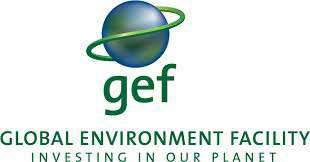 gef
GLOBAL ENVIRONMENT FACILITY
INVESTING IN OUR PLANET